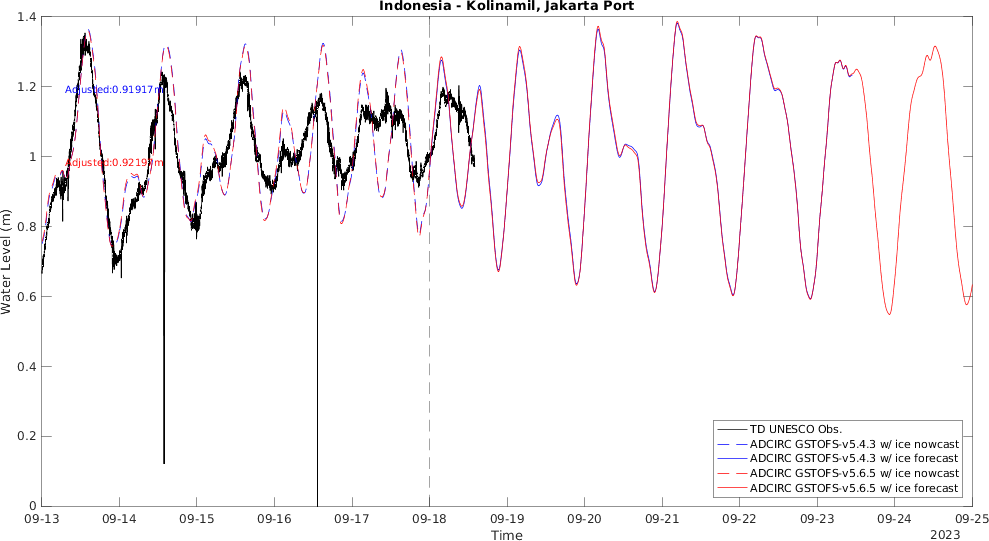 Indonesia - Kolinamil, Jakarta Port
Water Level (m)
1.4
1.2
1
0.8
0.6
0.4
0.2
0
Adjusted:0.91917m
Adjusted:0.92193m
TD UNESCO Obs.
ADCIRC GSTOFS-v5.4.3 w/ ice nowcast
ADCIRC GSTOFS-v5.4.3 w/ ice forecast
ADCIRC GSTOFS-v5.6.5 w/ ice nowcast
ADCIRC GSTOFS-v5.6.5 w/ ice forecast
09-13 09-14 09-15 09-16 09-17 09-18 09-19 09-20 09-21 09-22 09-23 09-24 09-25
Time
2023